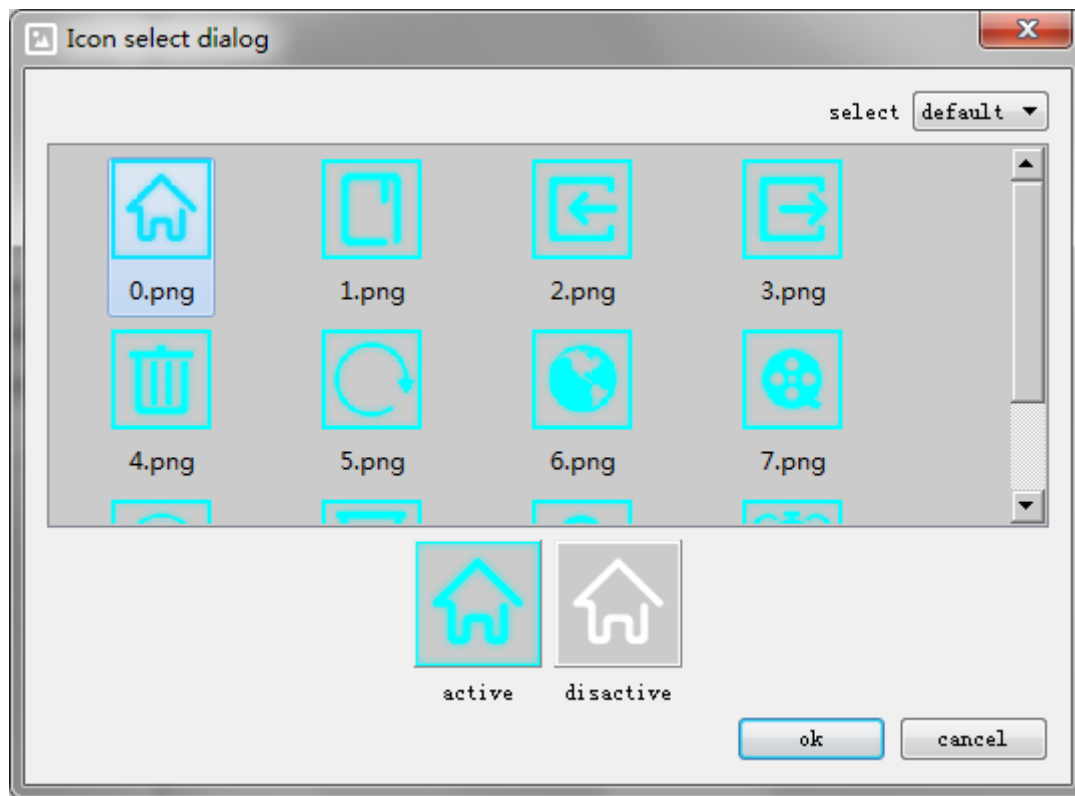 Icon select dialog
select default
0.png 1.png 2.png 3.png
4.png 5.png 6.png 7.png
active disactive
ok cancel